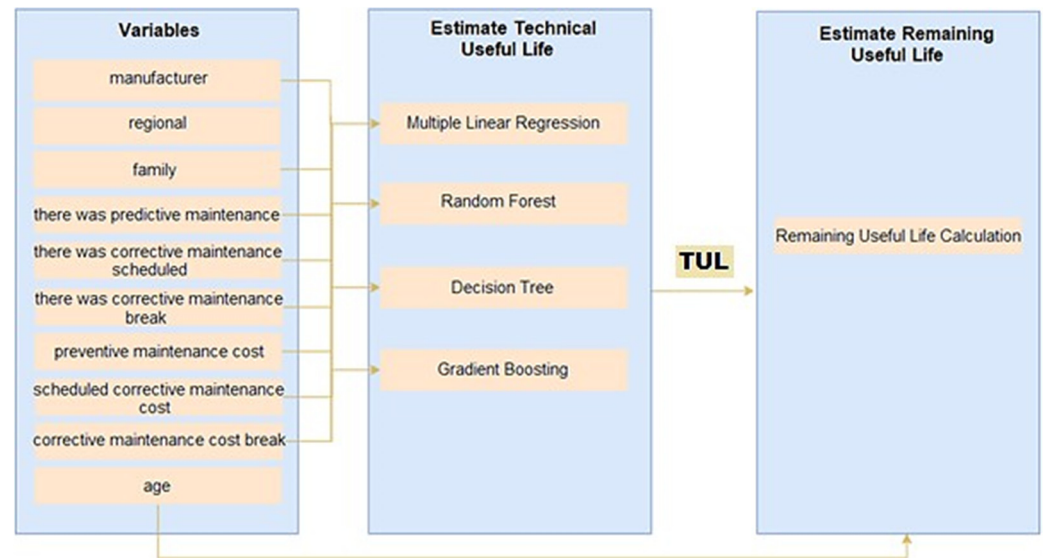 Variables
manufacturer
regional
family
there was predictive maintenance
there was corrective maintenance
scheduled
there was corrective maintenance
break
preventive maintenance cost
scheduled corrective maintenance
cost
corrective maintenance cost break
age
Estimate Technical
Useful Life
Multiple Linear Regression
Random Forest
Decision Tree
Gradient Boosting
TUL
Estimate Remaining
Useful Life
Remaining Useful Life Calculation